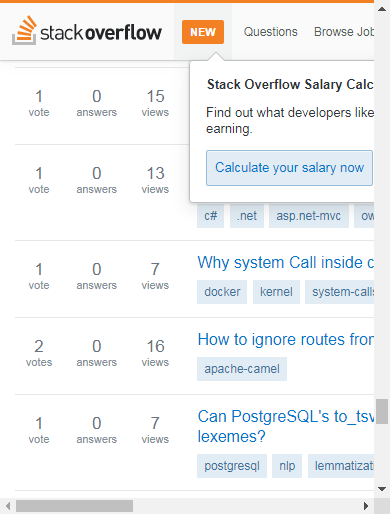 stackoverflow NEW Questions Browse Job
Stack Overflow Salary Calc
Find out what developers like
earning.
Calculate your salary now
1 0 15
vote answers views
1 0 13
vote answers views
c# .net asp.net-mvc ow
1 0 7
vote answers views
Why system Call inside c
docker kernel system-calls
2 0 16
votes answers views
How to ignore routes from
apache-camel
1 0 7
vote answers views
Can PostgreSQL's to_tsv
lexemes?
postgresql nlp lemmatizati